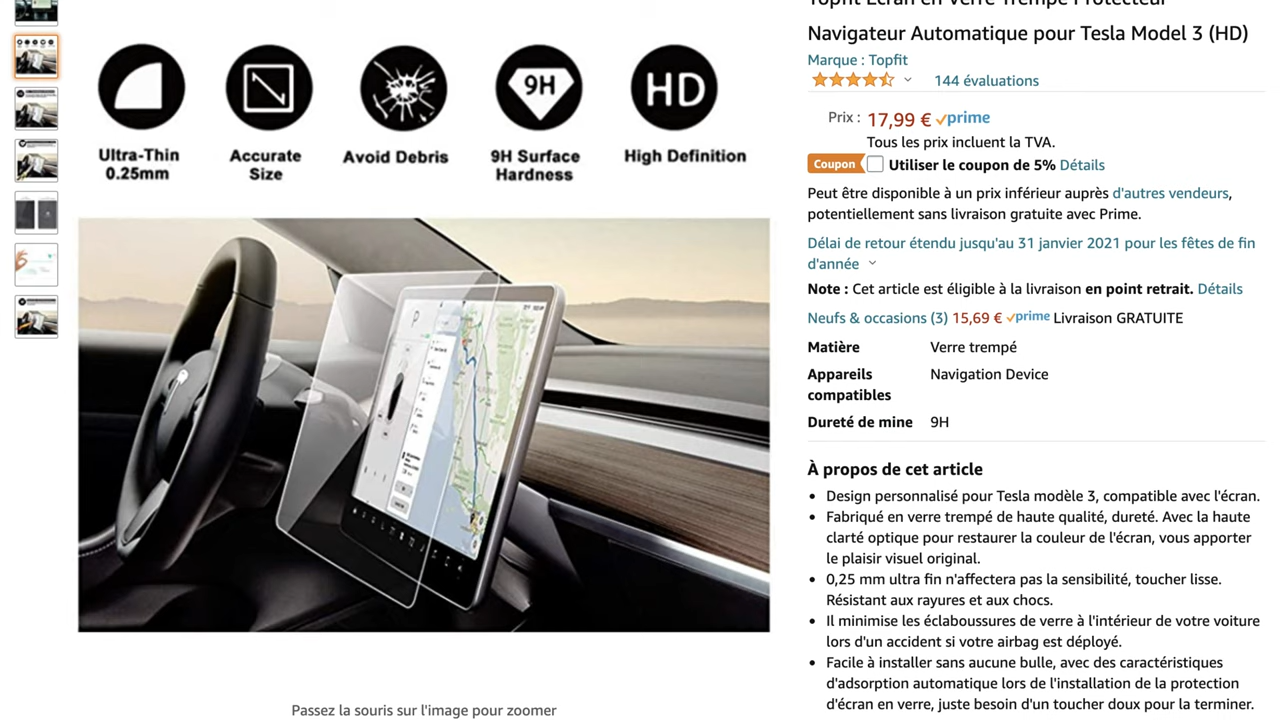 Topfit Écran en Verre Trempé Protecteur
Navigateur Automatique pour Tesla Model 3 (HD)
Marque : Topfit
144 évaluations
Prix : 17,99 € prime
Tous les prix incluent la TVA.
Coupon Utiliser le coupon de 5% Détails
Peut être disponible à un prix inférieur auprès d'autres vendeurs,
potentiellement sans livraison gratuite avec Prime.
Délai de retour étendu jusqu'au 31 janvier 2021 pour les fêtes de fin
d'année
Note : Cet article est éligible à la livraison en point retrait. Détails
Neufs & occasions (3) 15,69 € prime Livraison GRATUITE
Matière Verre trempé
Appareils Navigation Device
compatibles
Dureté de mine 9H
À propos de cet article
Design personnalisé pour Tesla modèle 3, compatible avec l'écran.
Fabriqué en verre trempé de haute qualité, dureté. Avec la haute
clarté optique pour restaurer la couleur de l'écran, vous apporter
le plaisir visuel original.
0,25 mm ultra fin n'affectera pas la sensibilité, toucher lisse.
Résistant aux rayures et aux chocs.
Il minimise les éclaboussures de verre à l'intérieur de votre voiture
lors d'un accident si votre airbag est déployé.
Facile à installer sans aucune bulle, avec des caractéristiques
d'adsorption automatique lors de l'installation de la protection
d'écran en verre, juste besoin d'un toucher doux pour la terminer.
9H
HD
Ultra-Thin
0.25mm
Accurate
Size
Avoid Debris
9H Surface
Hardness
High Definition
P
Passez la souris sur l'image pour zoomer